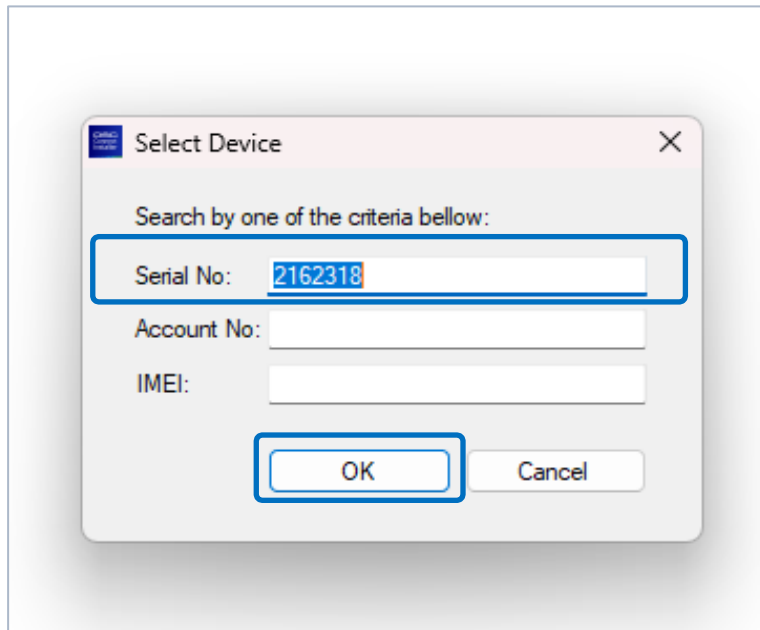 Select Device
Search by one of the criteria bellow:
Serial No: 2162318
Account No:
IMEI:
OK Cancel